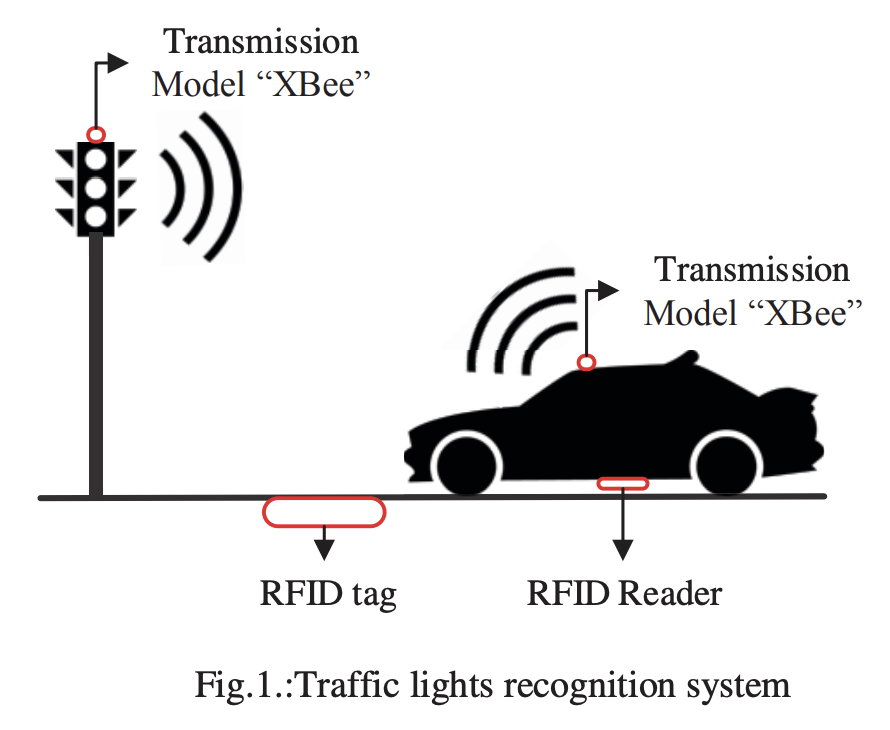 Transmission
Model “XBee”
Transmission
Model “XBee”
RFID tag
RFID Reader
Fig.1.:Traffic lights recognition system